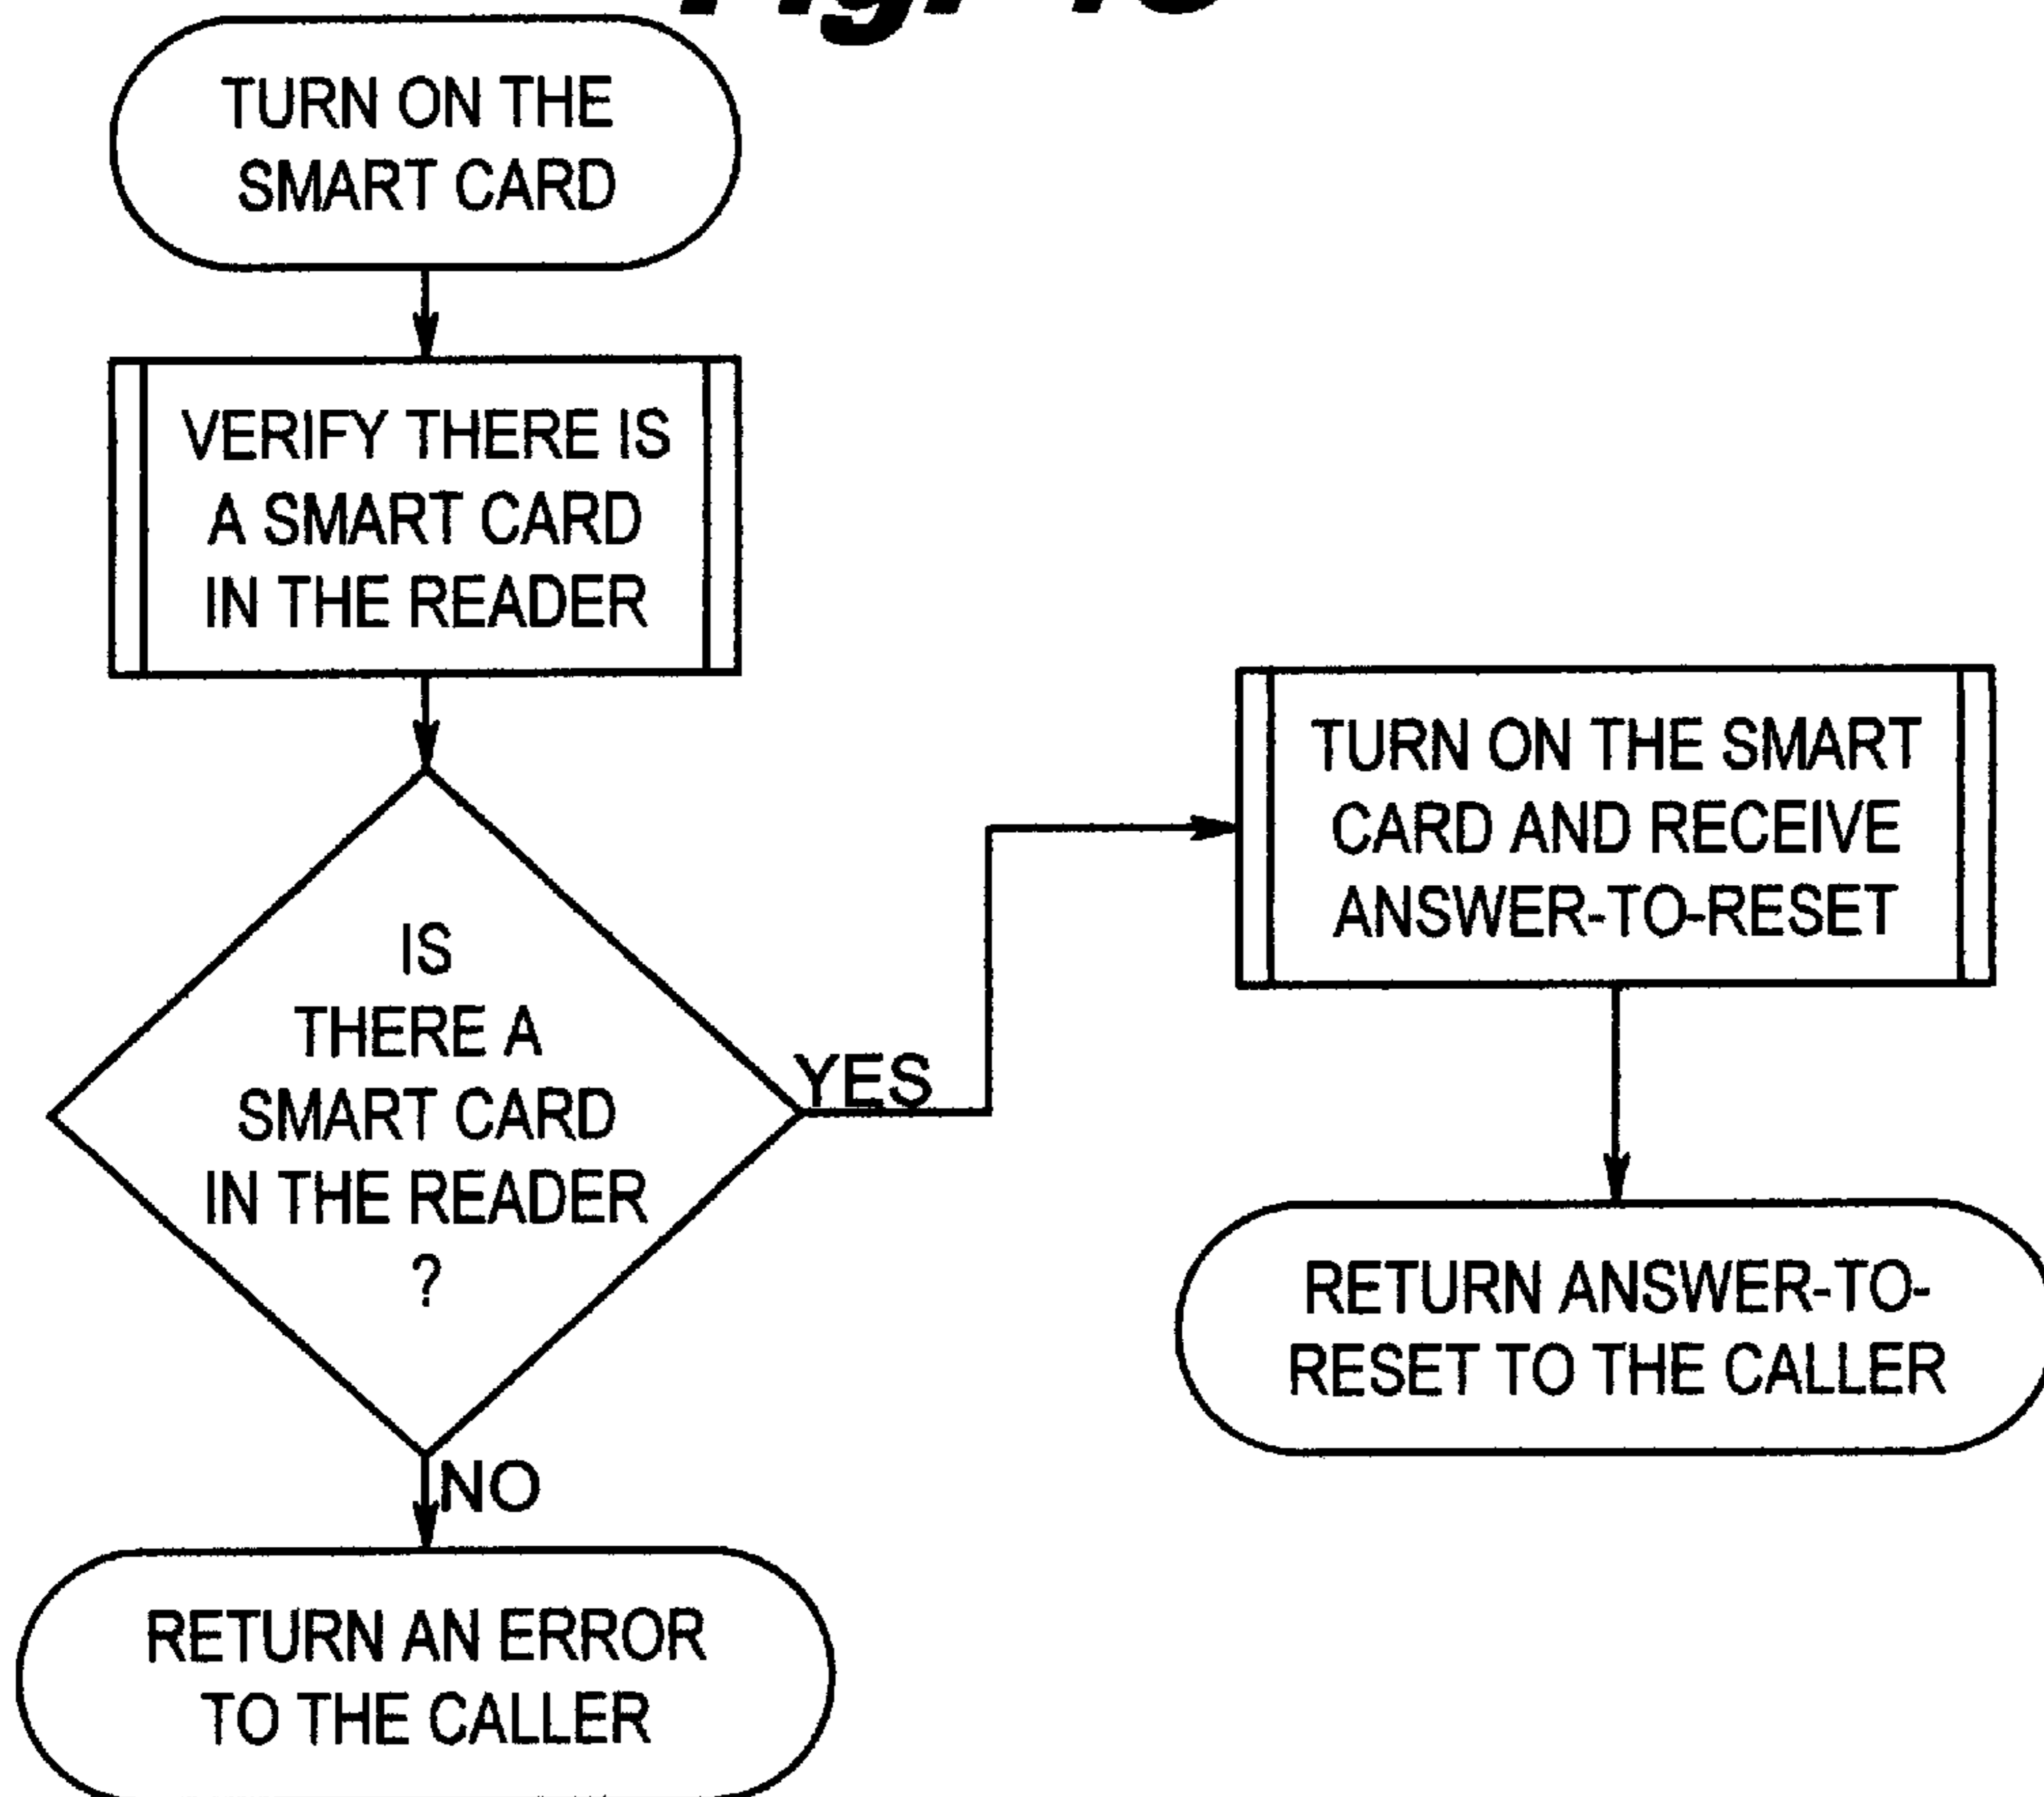 TURN ON THE
SMART CARD
VERIFY THERE IS
A SMART CARD
IN THE READER
IS
THERE A
SMART CARD
IN THE READER
?
YES
NO
RETURN AN ERROR
TO THE CALLER
TURN ON THE SMART
CARD AND RECEIVE
ANSWER-TO-RESET
RETURN ANSWER-TO-
RESET TO THE CALLER